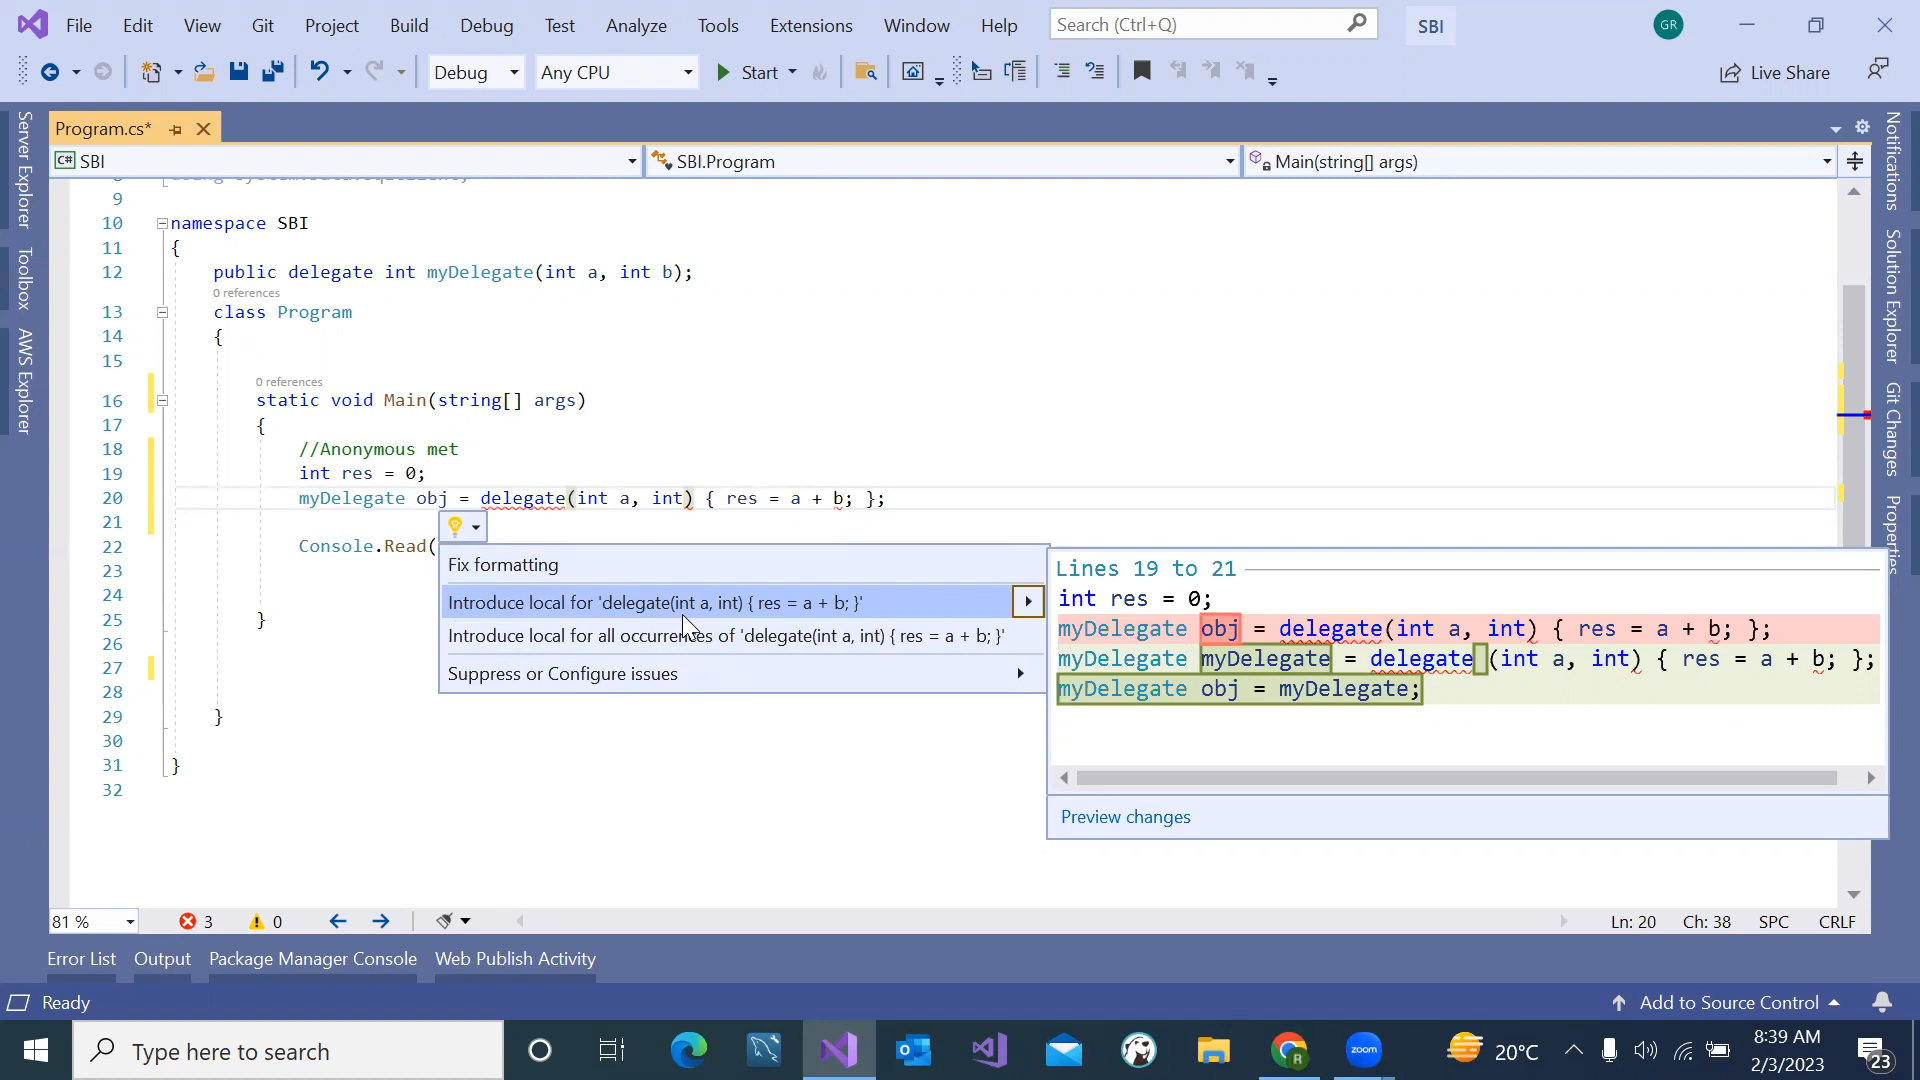 File Edit View Git Project Build Debug Test Analyze Tools Extensions Window Help Search (Ctrl+Q) SBI GR
Debug Any CPU Start Live Share
Program.cs*
C# SBI SBI.Program Main(string[] args)
Server Explorer
Toolbox
AWS Explorer
Notifications
Solution Explorer
Git Changes
Properties
9
10 namespace SBI
11 {
12 public delegate int myDelegate(int a, int b);
0 references
13 class Program
14 {
15
0 references
16 static void Main(string[] args)
17 {
18 //Anonymous met
19 int res = 0;
20 myDelegate obj = delegate(int a, int) { res = a + b; };
21
22 Console.Read(
23
24
25 }
26
27
28
29 }
30
31 }
32
Fix formatting
Introduce local for 'delegate(int a, int) { res = a + b; }'
Introduce local for all occurrences of 'delegate(int a, int) { res = a + b; }'
Suppress or Configure issues
Lines 19 to 21
int res = 0;
myDelegate obj = delegate(int a, int) { res = a + b; };
myDelegate myDelegate = delegate (int a, int) { res = a + b; };
myDelegate obj = myDelegate;
Preview changes
81 % 3 0 Ln: 20 Ch: 38 SPC CRLF
Error List Output Package Manager Console Web Publish Activity
Ready Add to Source Control
Type here to search zoom 20°C 8:39 AM
2/3/2023 23